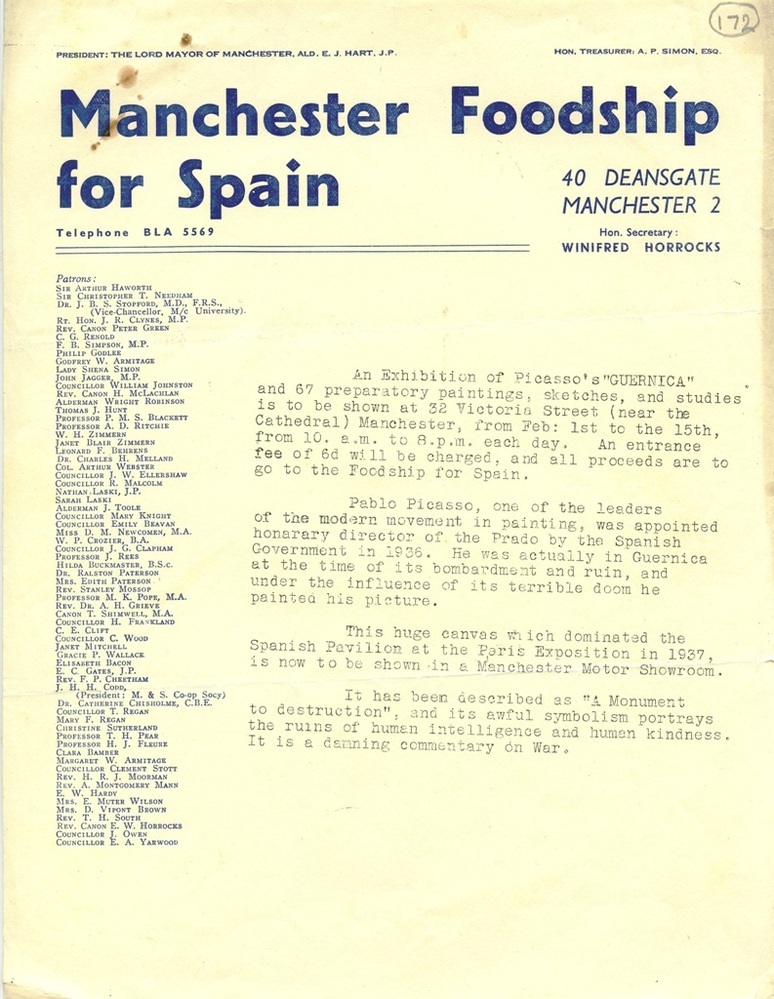 172
PRESIDENT: THE LORD MAYOR OF MANCHESTER, ALD. E. J. HART, J.P.
HON. TREASURER: A. P. SIMON, ESQ.
Manchester Foodship
for Spain
40 DEANSGATE
MANCHESTER 2
Telephone BLA 5569
Hon. Secretary:
WINIFRED HORROCKS
Patrons:
SIR ARTHUR HAWORTH
SIR CHRISTOPHER T. NEEDHAM
DR. J. B. S. STOPFORD, M.D., F.R.S.,
(Vice-Chancellor, M/c University).
RT. HON. J. R. CLYNES, M.P.
REV. CANON PETER GREEN
C. G. RENOLD
F. B. SIMPSON, M.P.
PHILIP GODLEE
GODFREY W. ARMITAGE
LADY SHENA SIMON
JOHN JAGGER, M.P.
COUNCILLOR WILLIAM JOHNSTON
REV. CANON H. MCLACHLAN
ALDERMAN WRIGHT ROBINSON
THOMAS J. HUNT
PROFESSOR P. M. S. BLACKETT
PROFESSOR A. D. RITCHIE
W. H. ZIMMERN
JANET BLAIR ZIMMERN
LEONARD F. BEHRENS
DR. CHARLES H. MELLAND
COL. ARTHUR WEBSTER
COUNCILLOR J. W. ELLERSHAW
COUNCILLOR R. MALCOLM
NATHAN LASKI, J.P.
SARAH LASKI
ALDERMAN J. TOOLE
COUNCILLOR MARY KNIGHT
COUNCILLOR EMILY BEAVAN
MISS D. M. NEWCOMEN, M.A.
W. P. CROZIER, B.A.
COUNCILLOR J. G. CLAPHAM
PROFESSOR J. REES
HILDA BUCKMASTER, B.S.c.
DR. RALSTON PATERSON
MRS. EDITH PATERSON
REV. STANLEY MOSSOP
PROFESSOR M. K. POPE, M.A.
REV. DR. A. H. GRIEVE
CANON T. SHIMWELL, M.A.
COUNCILLOR H. FRANKLAND
C. E. CLIFT
COUNCILLOR C. WOOD
JANET MITCHELL
GRACIE P. WALLACE
ELISABETH BACON
E. C. GATES, J.P.
REV. F. P. CHEETHAM
J. H. H. CODD,
(President: M. & S. Co-op Socy)
DR. CATHERINE CHISHOLME, C.B.E.
COUNCILLOR T. REGAN
MARY F. REGAN
CHRISTINE SUTHERLAND
PROFESSOR T. H. PEAR
PROFESSOR H. J. FLEURE
CLARA BAMBER
MARGARET W. ARMITAGE
COUNCILLOR CLEMENT STOTT
REV. H. R. J. MOORMAN
REV. A. MONTGOMERY MANN
E. W. HARDY
MRS. E. MUTER WILSON
MRS. D. VIPONT BROWN
REV. T. H. SOUTH
REV. CANON E. W. HORROCKS
COUNCILLOR J. OWEN
COUNCILLOR E. A. YARWOOD
An Exhibition of Picasso's "GUERNICA"
and 67 preparatory paintings, sketches, and studies
is to be shown at 32 Victoria Street (near the
Cathedral) Manchester, from Feb: 1st to the 15th,
from 10. a.m. to 8.p.m. each day. An entrance
fee of 6d will be charged, and all proceeds are to
go to the Foodship for Spain.
Pablo Picasso, one of the leaders
of the modern movement in painting, was appointed
honarary director of the Prado by the Spanish
Government in 1936. He was actually in Guernica
at the time of its bombardment and ruin, and
under the influence of its terrible doom he
painted his picture.
This huge canvas which dominated the
Spanish Pavilion at the Paris Exposition in 1937,
is now to be shown in a Manchester Motor Showroom.
It has been described as "A Monument
to destruction", and its awful symbolism portrays
the ruins of human intelligence and human kindness.
It is a damning commentary on War.